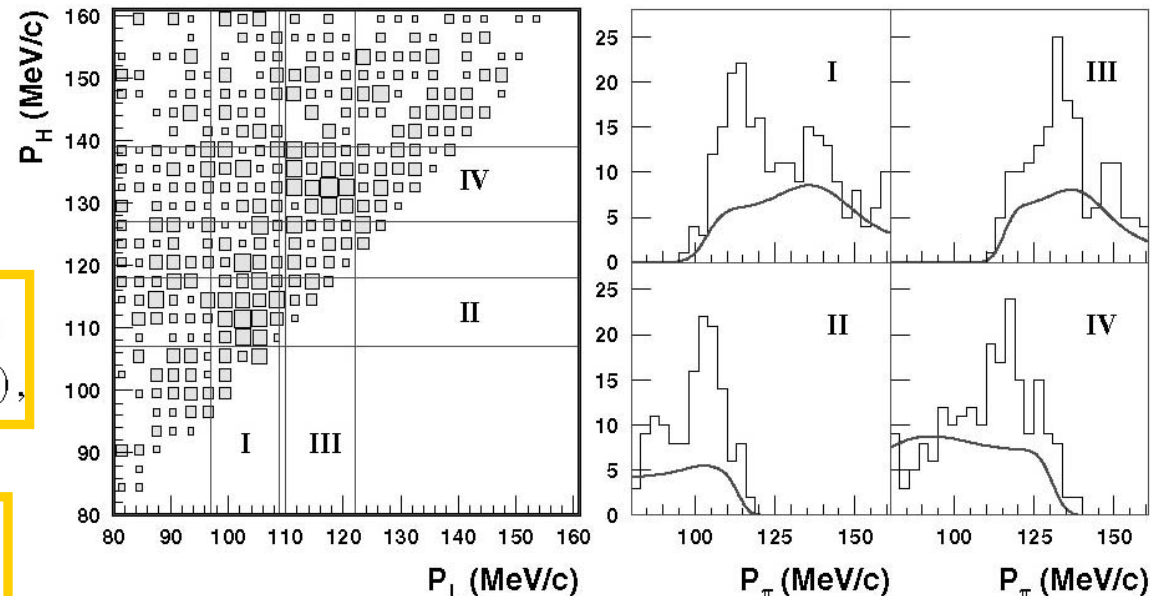 P_H (MeV/c)
160
150
140
130
120
110
100
90
80
IV
II
I III
80 90 100 110 120 130 140 150 160
P_L (MeV/c)
25
20
15
10
5
0
I
III
25
20
15
10
5
0
II
IV
100 125 150
100 125 150
P_π (MeV/c)
P_π (MeV/c)
),